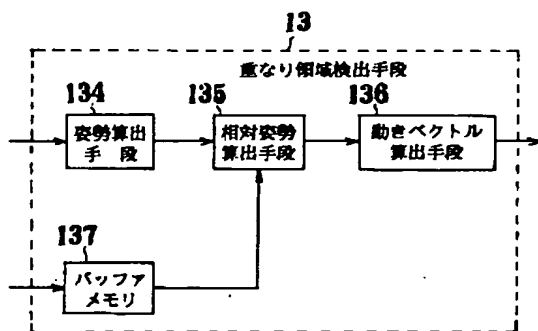 13
重なり領域検出手段
134
姿勢算出
手 段
135
相対姿勢
算出手段
136
動きベクトル
算出手段
137
バッファ
メモリ